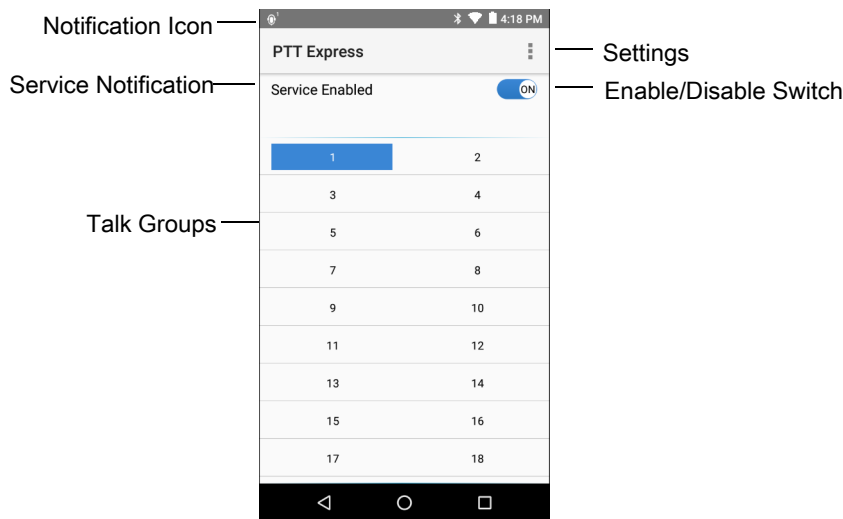 Notification Icon
1
4:18 PM
PTT Express
Settings
Service Notification
Service Enabled
ON
Enable/Disable Switch
1 2
3 4
Talk Groups
5 6
7 8
9 10
11 12
13 14
15 16
17 18